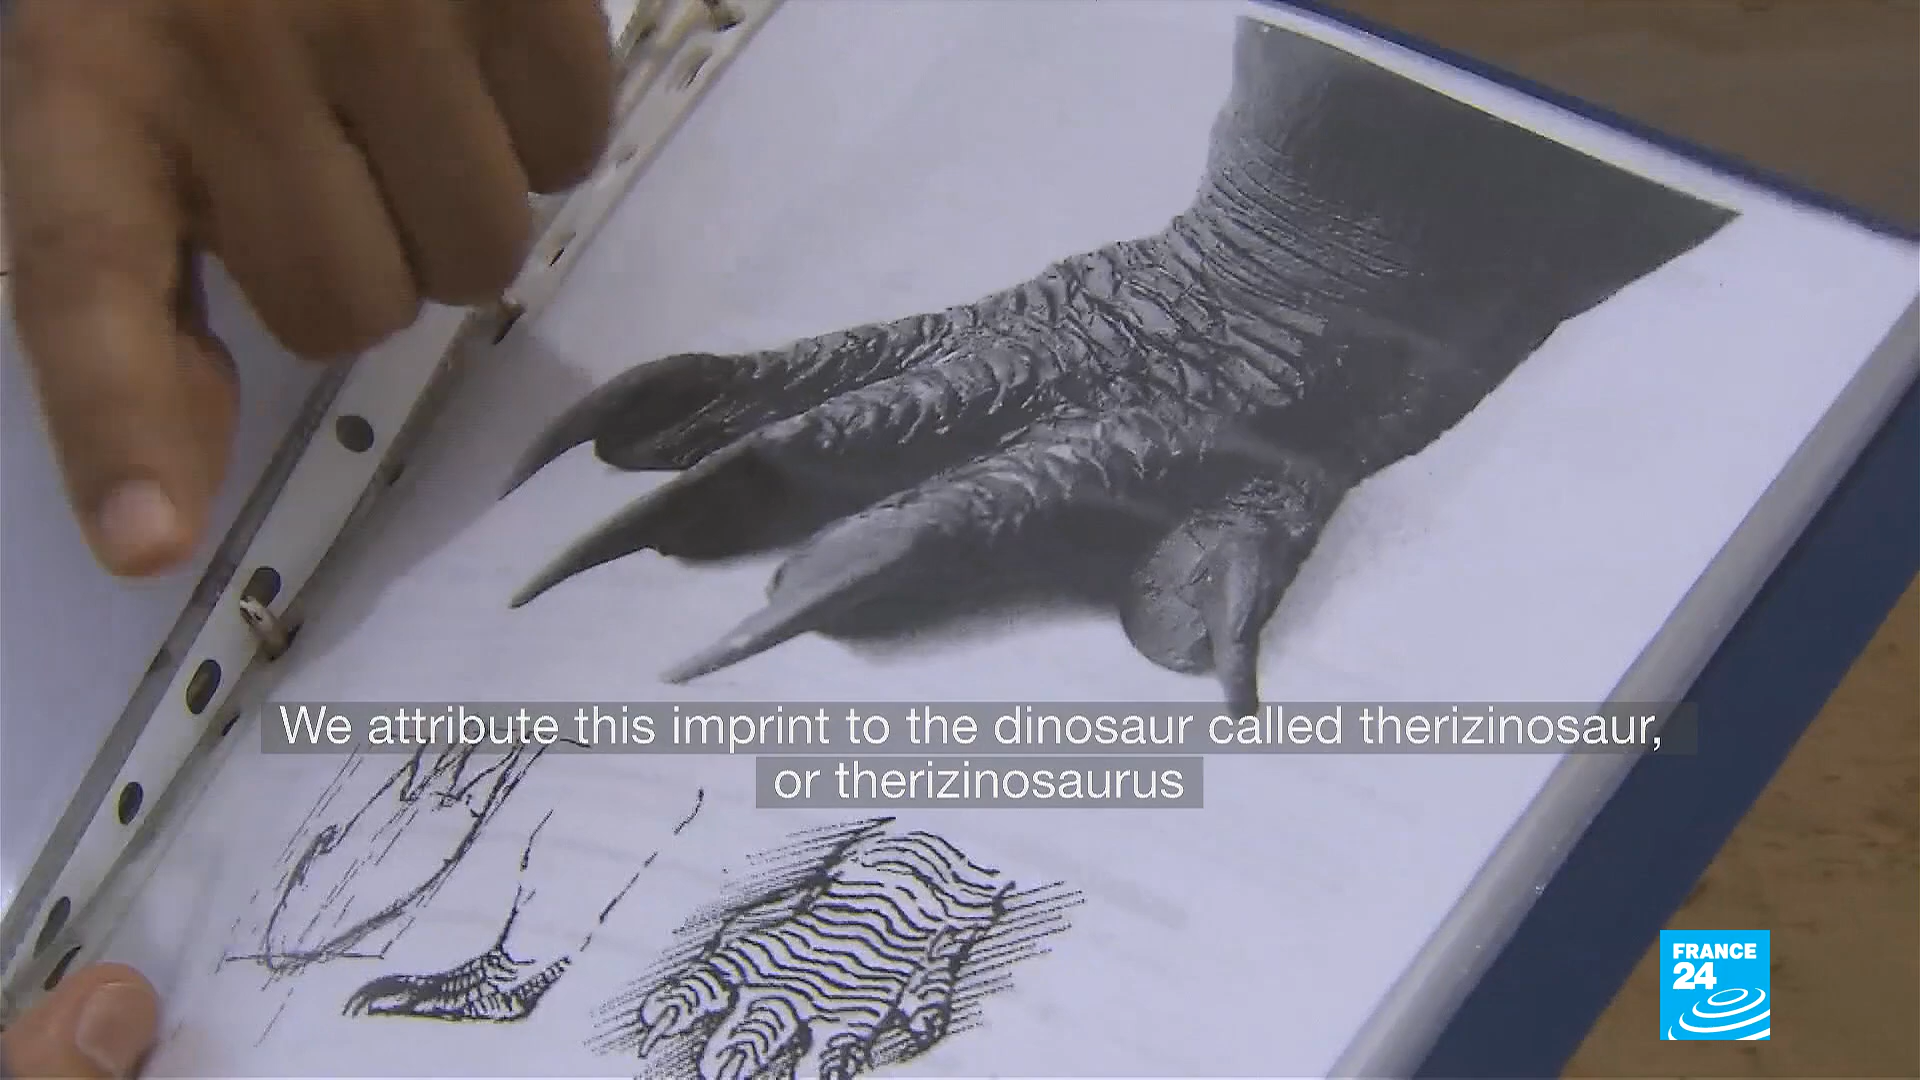 We attribute this imprint to the dinosaur called therizinosaur,
or therizinosaurus
FRANCE
24